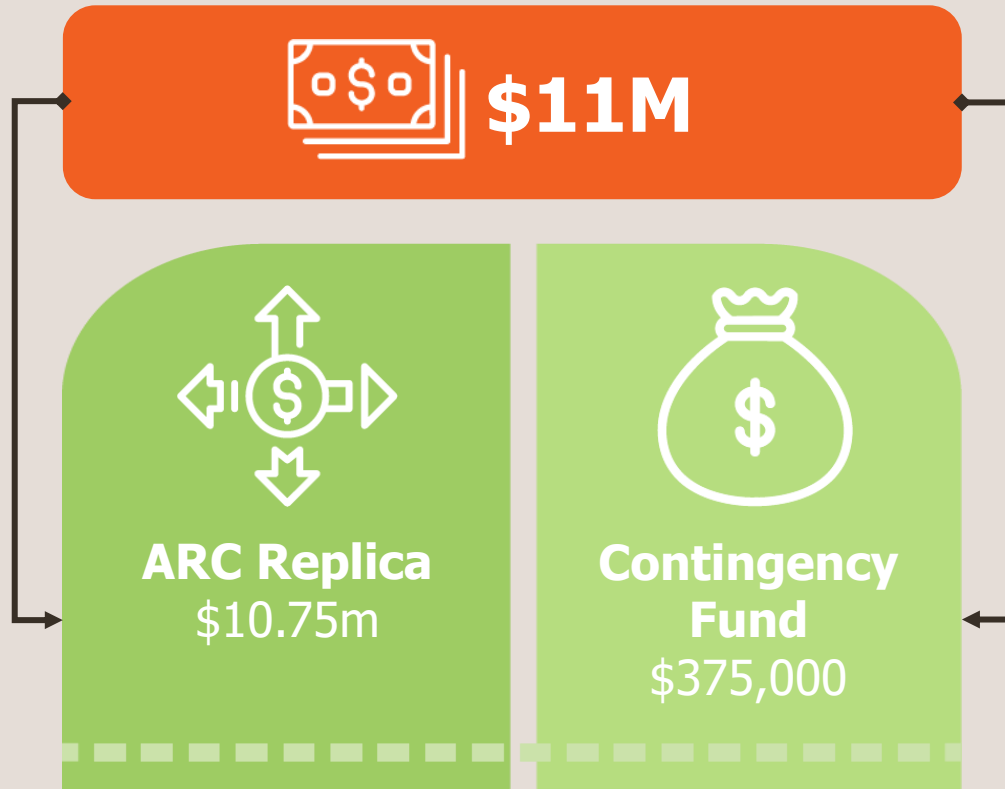 $11M
ARC Replica
$10.75m
Contingency
Fund
$375,000